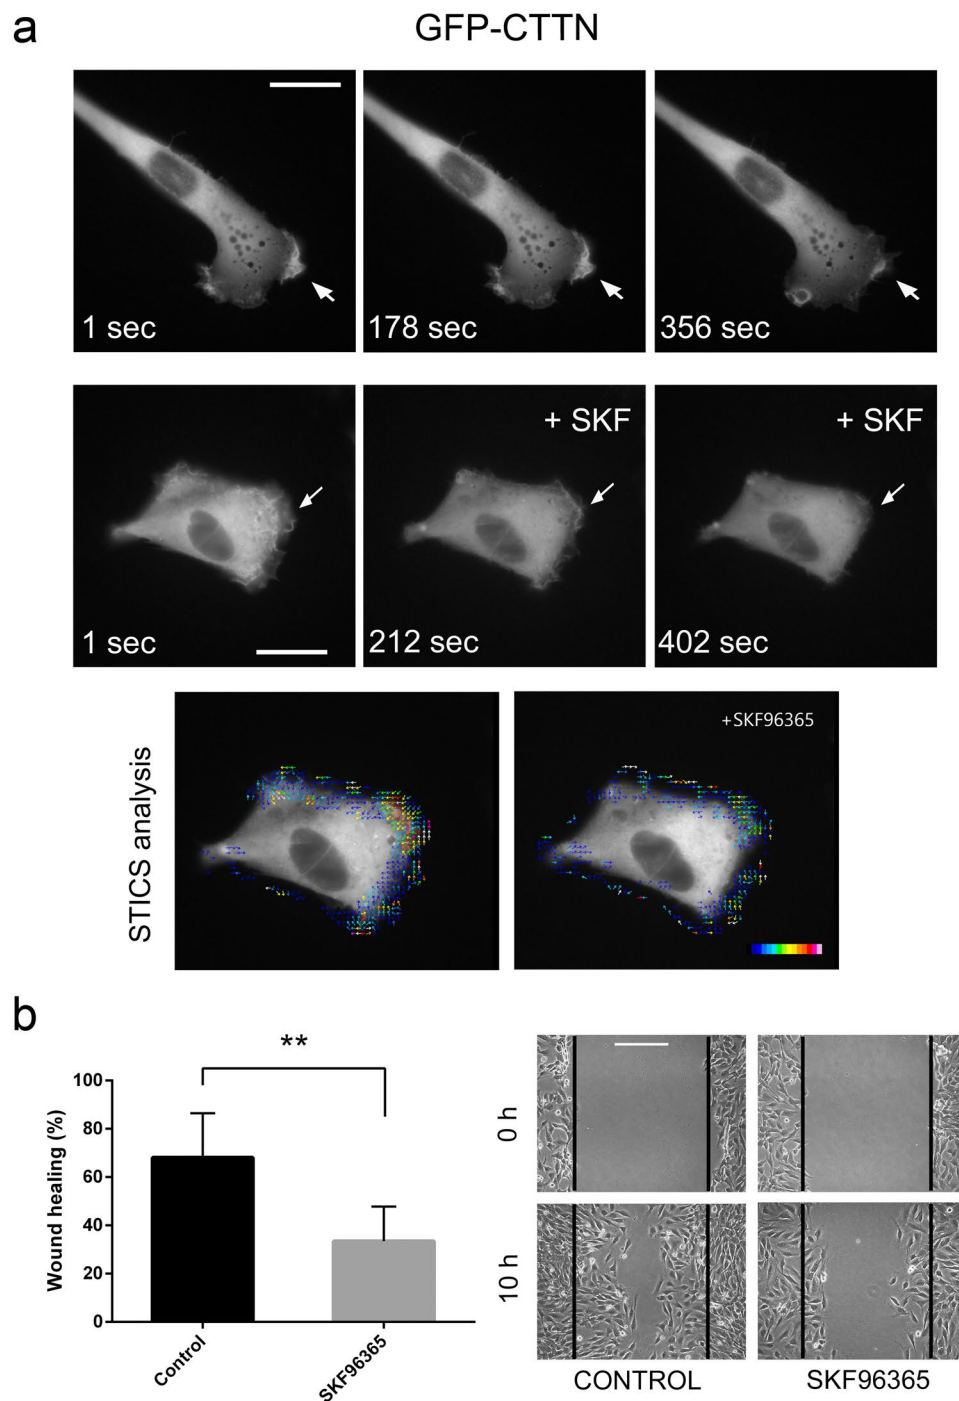 a
GFP-CTTN
1 sec
178 sec
356 sec
+ SKF
+ SKF
1 sec
212 sec
402 sec
STICS analysis
+SKF96365
b
**
Wound healing (%)
100
80
60
40
20
0
Control
SKF96365
0 h
10 h
CONTROL
SKF96365